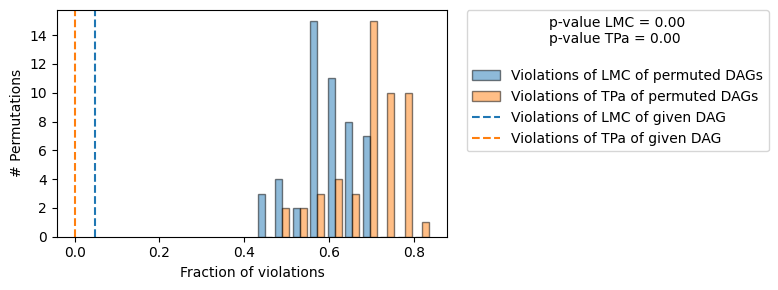 p-value LMC = 0.00
p-value TPa = 0.00
Violations of LMC of permuted DAGs
Violations of TPa of permuted DAGs
Violations of LMC of given DAG
Violations of TPa of given DAG
# Permutations
14
12
10
8
6
4
2
0
0.0 0.2 0.4 0.6 0.8
Fraction of violations